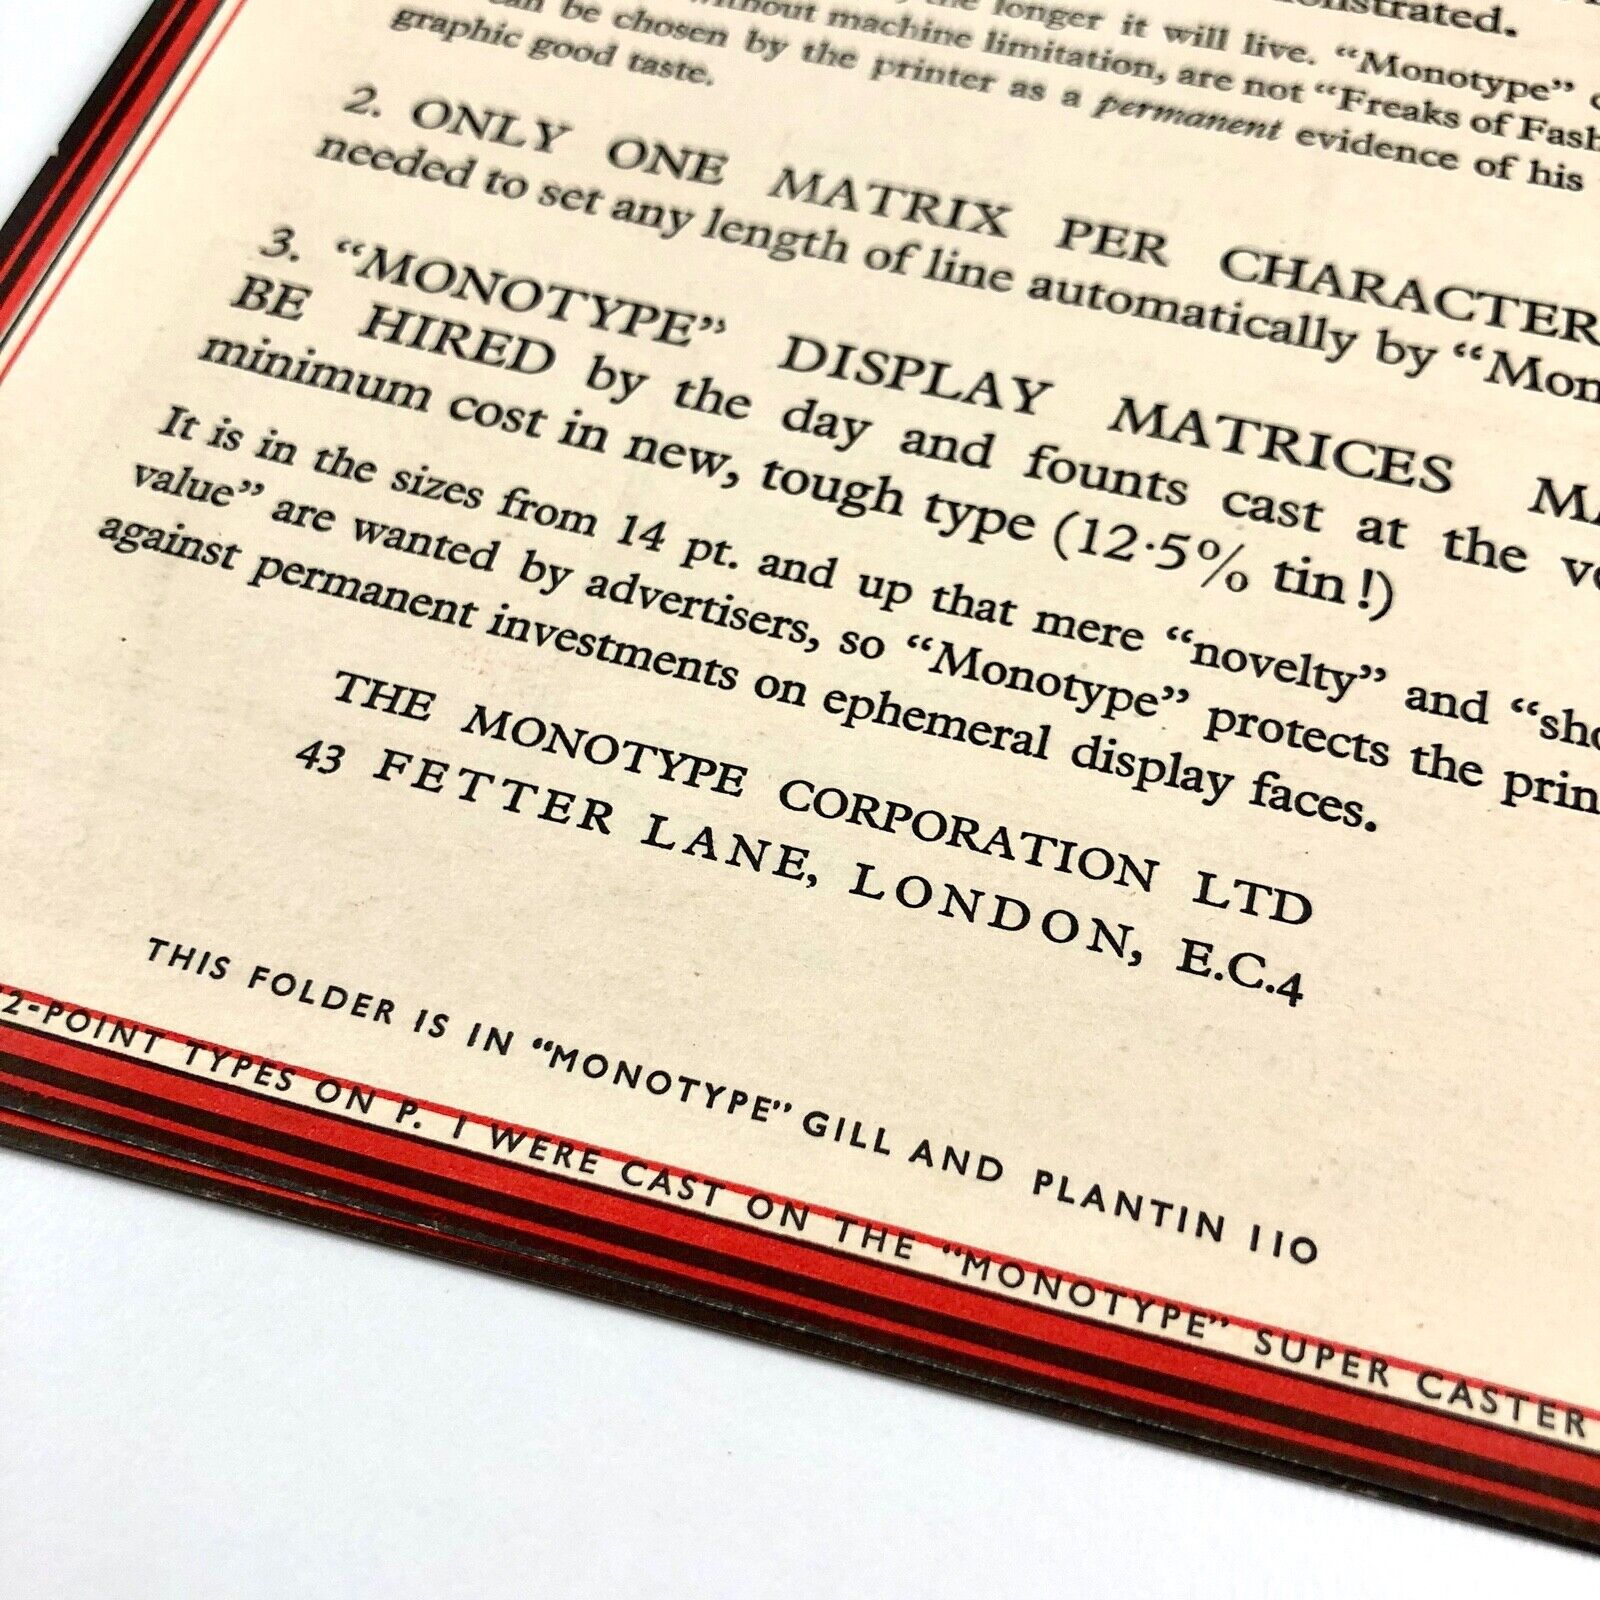 the longer it will live. "Monotype"
without machine limitation, are not "Freaks of
can be chosen by the printer as a permanent evidence of his
graphic good taste.
2. ONLY ONE MATRIX PER CHARACTER
needed to set any length of line automatically by
3. "MONOTYPE" DISPLAY MATRICES
BE HIRED by the day and founts cast at the
minimum cost in new, tough type (12·5% tin!)
It is in the sizes from 14 pt. and up that mere "novelty" and
value" are wanted by advertisers, so "Monotype" protects the
against permanent investments on ephemeral display faces.
THE MONOTYPE CORPORATION LTD
43 FETTER LANE, LONDON, E.C.4
THIS FOLDER IS IN "MONOTYPE" GILL AND PLANTIN 110
2-POINT TYPES ON P. 1 WERE CAST ON THE "MONOTYPE" SUPER CASTER